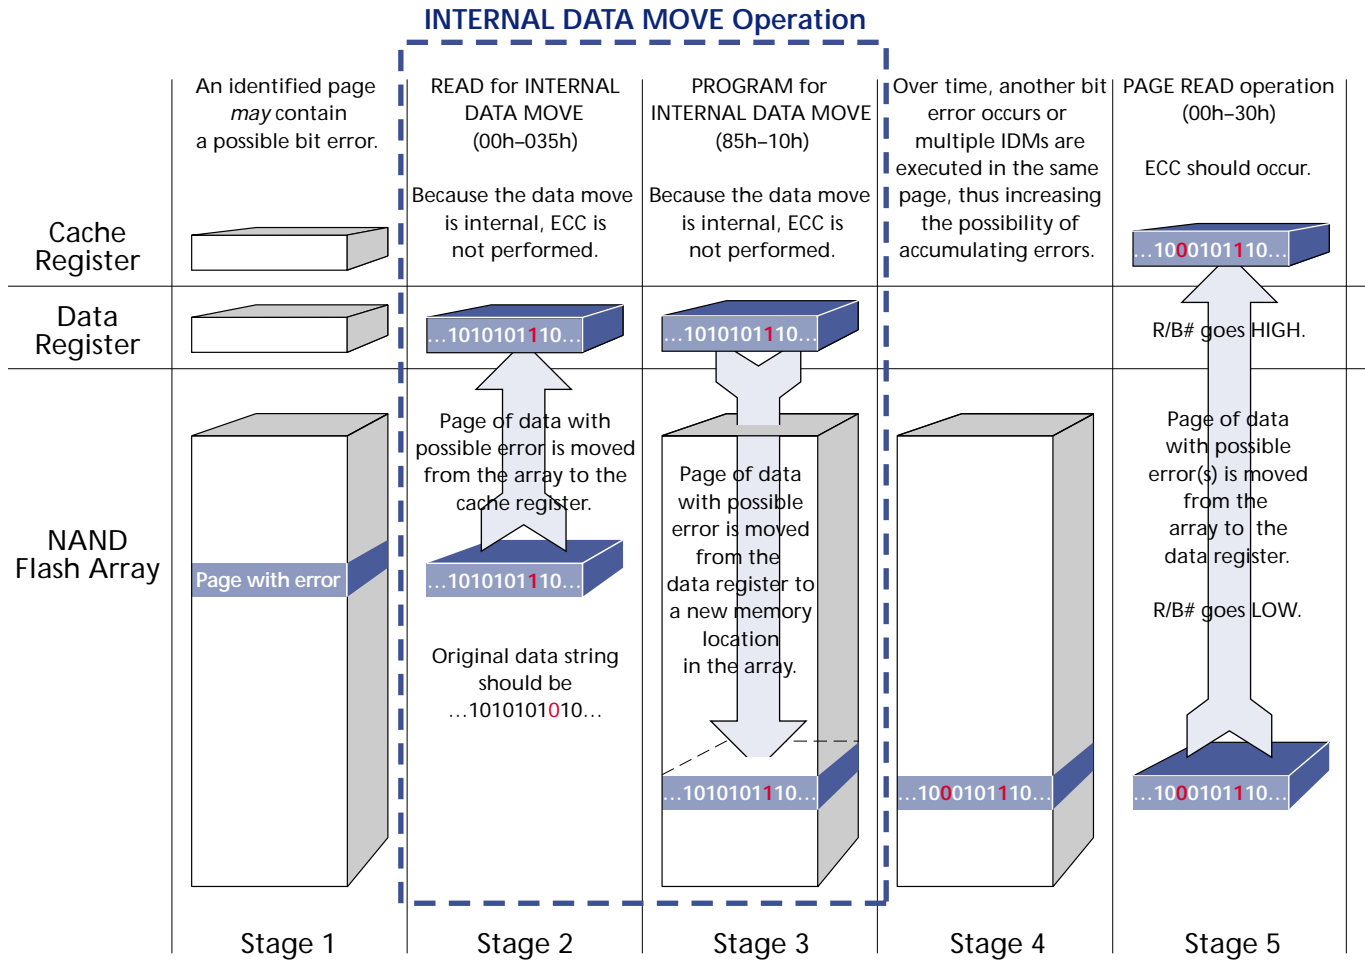 INTERNAL DATA MOVE Operation
An identified page
may contain
a possible bit error.
READ for INTERNAL
DATA MOVE
(00h–035h)
Because the data move
is internal, ECC is
not performed.
PROGRAM for
INTERNAL DATA MOVE
(85h–10h)
Because the data move
is internal, ECC is
not performed.
Over time, another bit
error occurs or
multiple IDMs are
executed in the same
page, thus increasing
the possibility of
accumulating errors.
PAGE READ operation
(00h–30h)
ECC should occur.
Cache
Register
…1000101110…
Data
Register
…1010101110…
…1010101110…
R/B# goes HIGH.
NAND
Flash Array
Page with error
Page of data with
possible error is moved
from the array to the
cache register.
…1010101110…
Original data string
should be
…1010101010…
Page of data
with possible
error is moved
from the
data register to
a new memory
location
in the array.
…1010101110…
…1000101110…
Page of data
with possible
error(s) is moved
from the
array to the
data register.
R/B# goes LOW.
…1000101110…
Stage 1
Stage 2
Stage 3
Stage 4
Stage 5